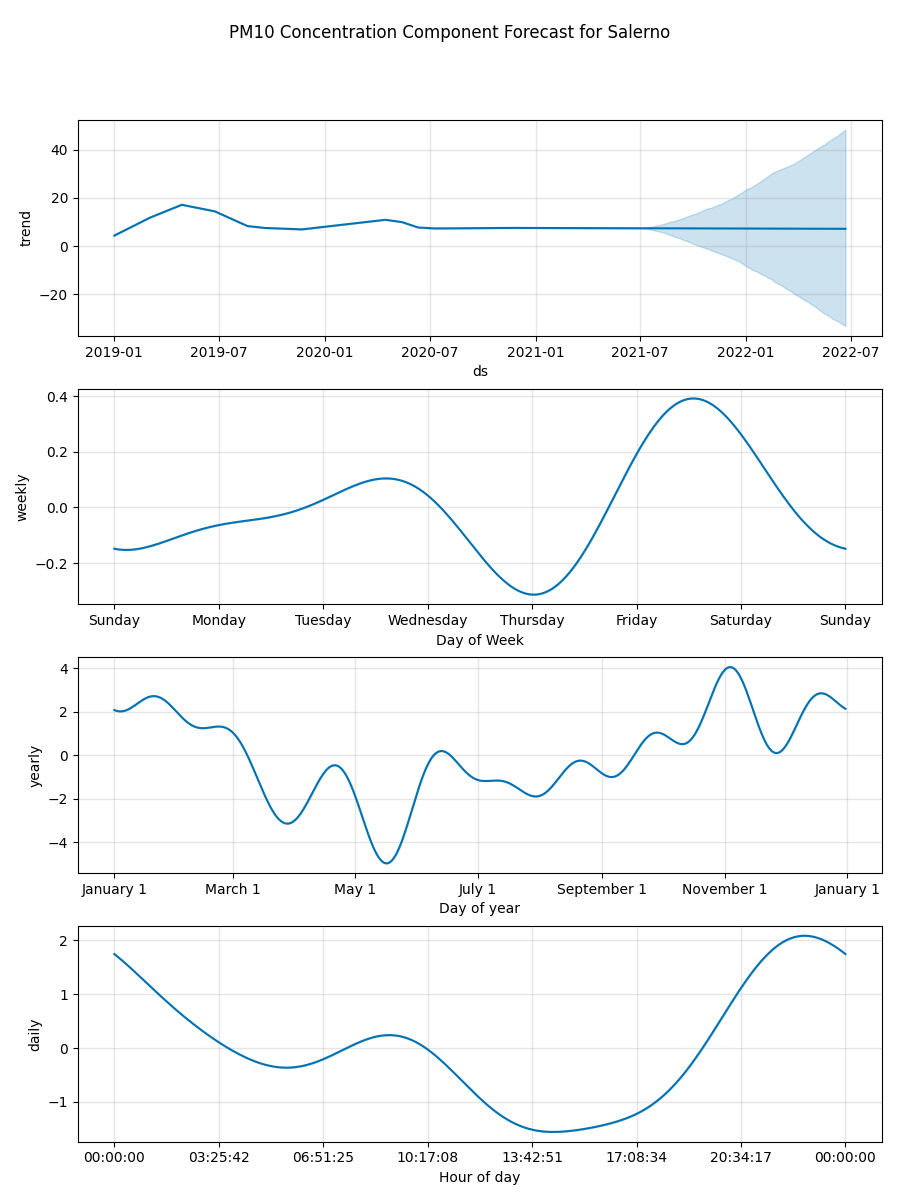 PM10 Concentration Component Forecast for Salerno
40
20
0
−20
trend
2019-01 2019-07 2020-01 2020-07 2021-01 2021-07 2022-01 2022-07
ds
0.4
0.2
0.0
−0.2
weekly
Sunday Monday Tuesday Wednesday Thursday Friday Saturday Sunday
Day of Week
4
2
0
−2
−4
yearly
January 1 March 1 May 1 July 1 September 1 November 1 January 1
Day of year
2
1
0
−1
daily
00:00:00 03:25:42 06:51:25 10:17:08 13:42:51 17:08:34 20:34:17 00:00:00
Hour of day